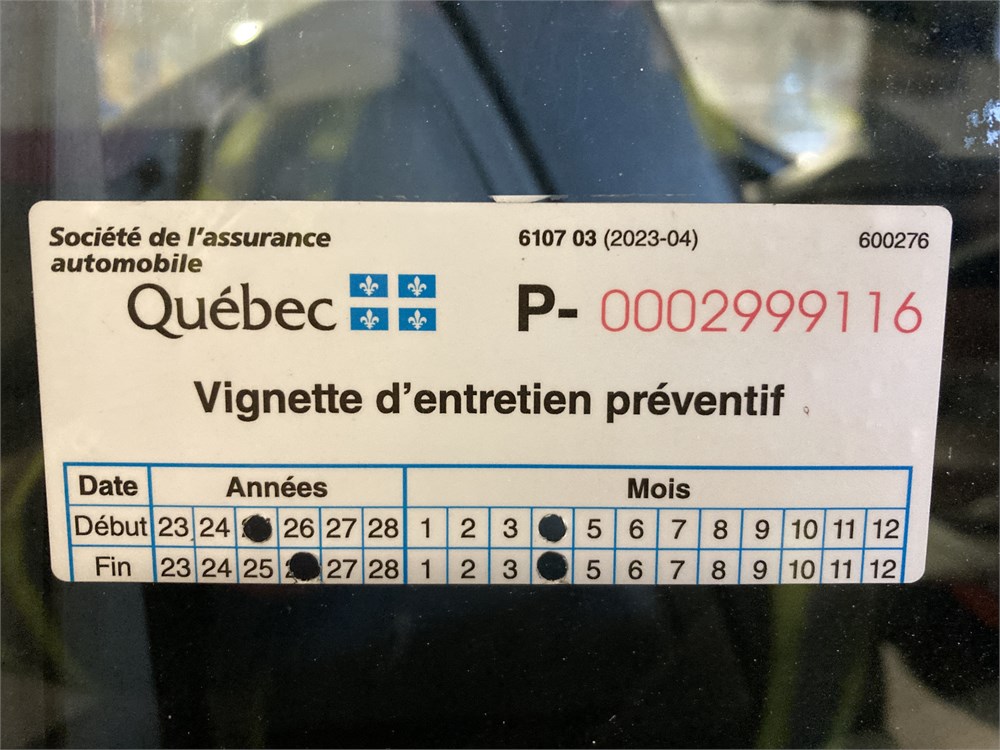 Société de l'assurance
automobile
Québec
6107 03 (2023-04)
600276
P- 0002999116
Vignette d'entretien préventif
Date Années Mois
Début 23 24 26 27 28 1 2 3 5 6 7 8 9 10 11 12
Fin 23 24 25 27 28 1 2 3 5 6 7 8 9 10 11 12